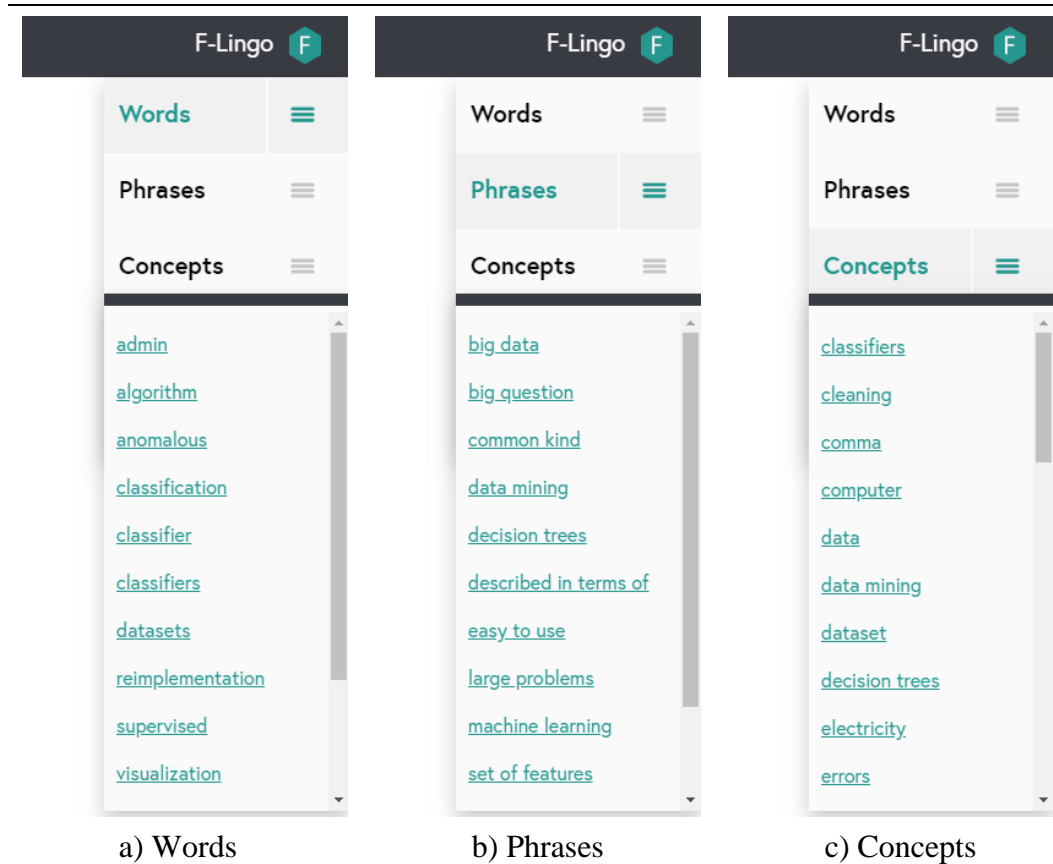 F-Lingo F
Words
Phrases
Concepts
admin
algorithm
anomalous
classification
classifier
classifiers
datasets
reimplementation
supervised
visualization
a) Words
F-Lingo F
Words
Phrases
Concepts
big data
big question
common kind
data mining
decision trees
described in terms of
easy to use
large problems
machine learning
set of features
b) Phrases
F-Lingo F
Words
Phrases
Concepts
classifiers
cleaning
comma
computer
data
data mining
dataset
decision trees
electricity
errors
c) Concepts